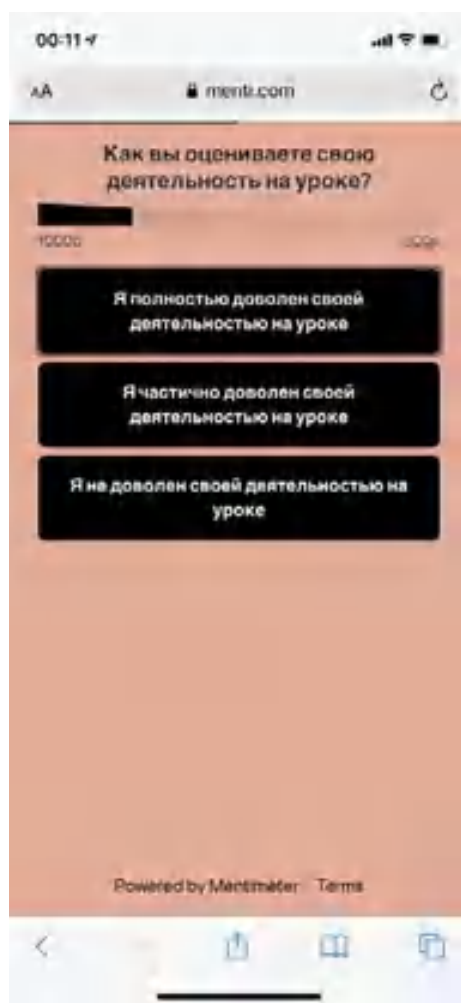 00:11
AA
menti.com
Как вы оцениваете свою
деятельность на уроке?
Я полностью доволен своей
деятельностью на уроке
Я частично доволен своей
деятельностью на уроке
Я не доволен своей деятельностью на
уроке
Powered by Mentimeter Terms